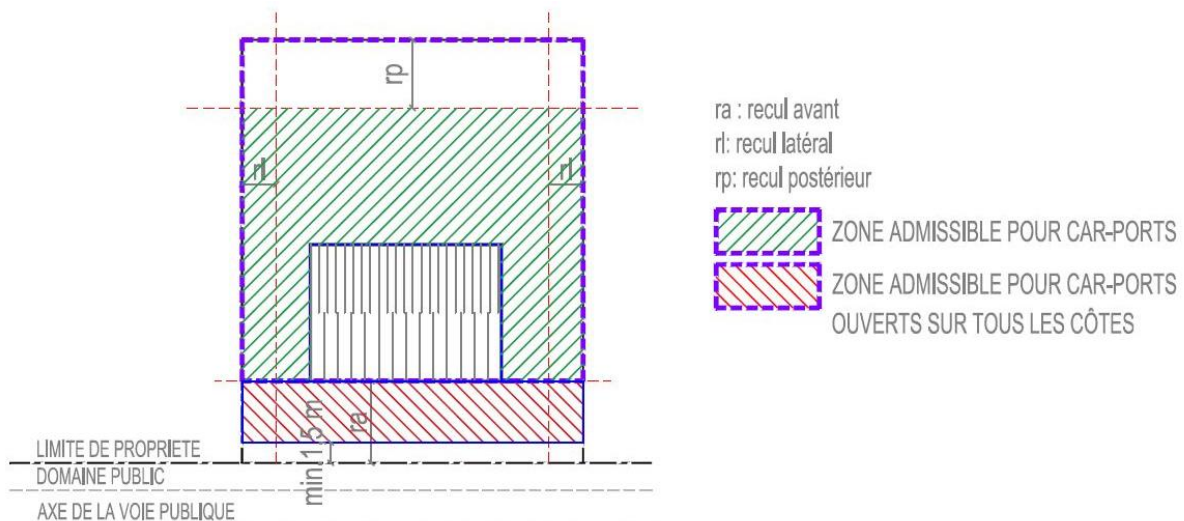 rp
ra : recul avant
rl: recul latéral
rp: recul postérieur
rl
rl
ZONE ADMISSIBLE POUR CAR-PORTS
ZONE ADMISSIBLE POUR CAR-PORTS
OUVERTS SUR TOUS LES CÔTES
min. 1,5 m
ra
LIMITE DE PROPRIETE
DOMAINE PUBLIC
AXE DE LA VOIE PUBLIQUE